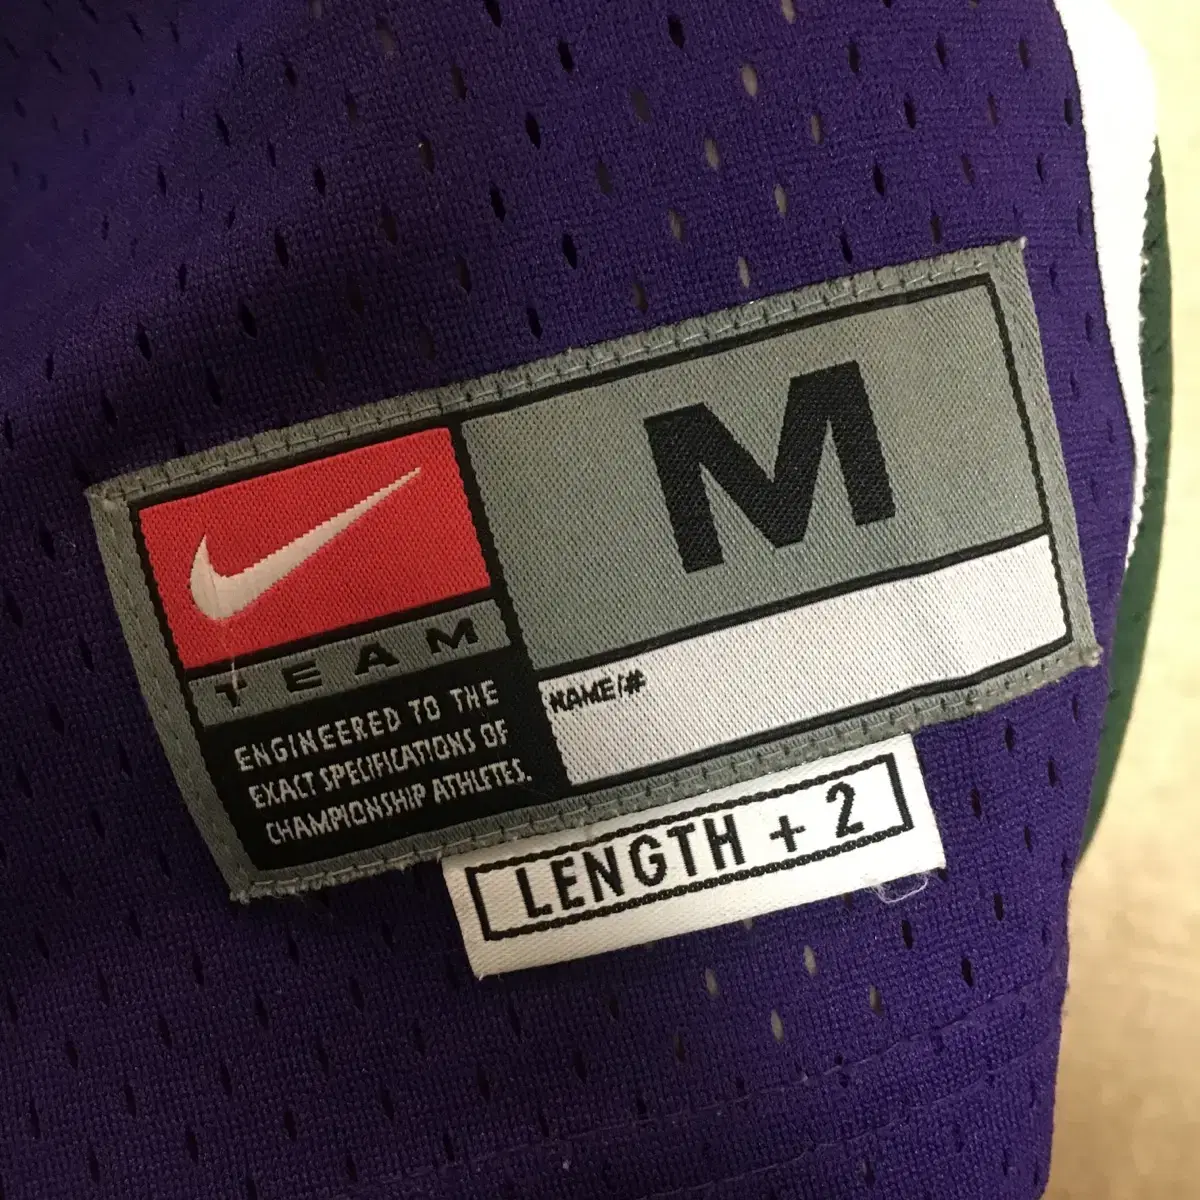 M
TEAM
ENGINEERED TO THE
EXACT SPECIFICATIONS OF
CHAMPIONSHIP ATHLETES.
NAME/#
LENGTH + 2